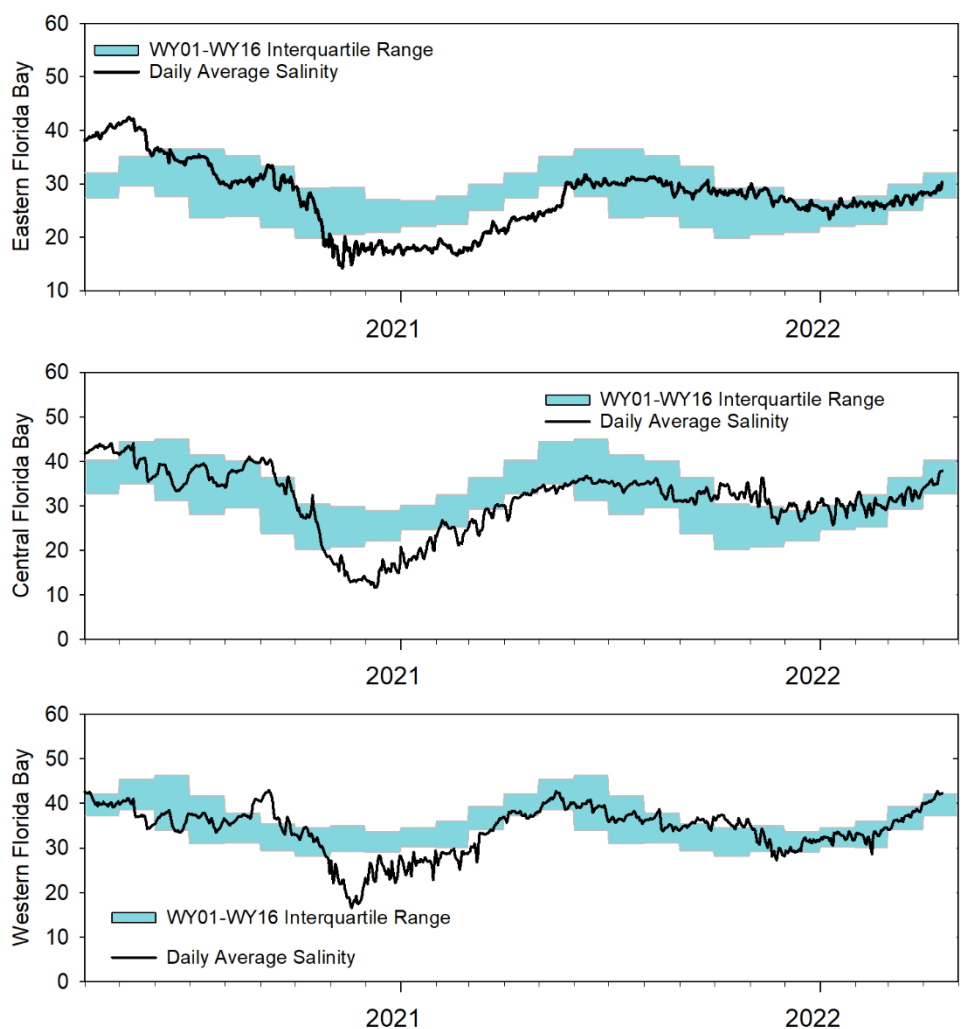 60
WY01-WY16 Interquartile Range
50
Daily Average Salinity
40
30
20
10
Eastern Florida Bay
2021
2022
60
50
WY01-WY16 Interquartile Range
Daily Average Salinity
40
30
20
10
0
Central Florida Bay
2021
2022
60
50
40
30
20
WY01-WY16 Interquartile Range
10
Daily Average Salinity
0
Western Florida Bay
2021
2022